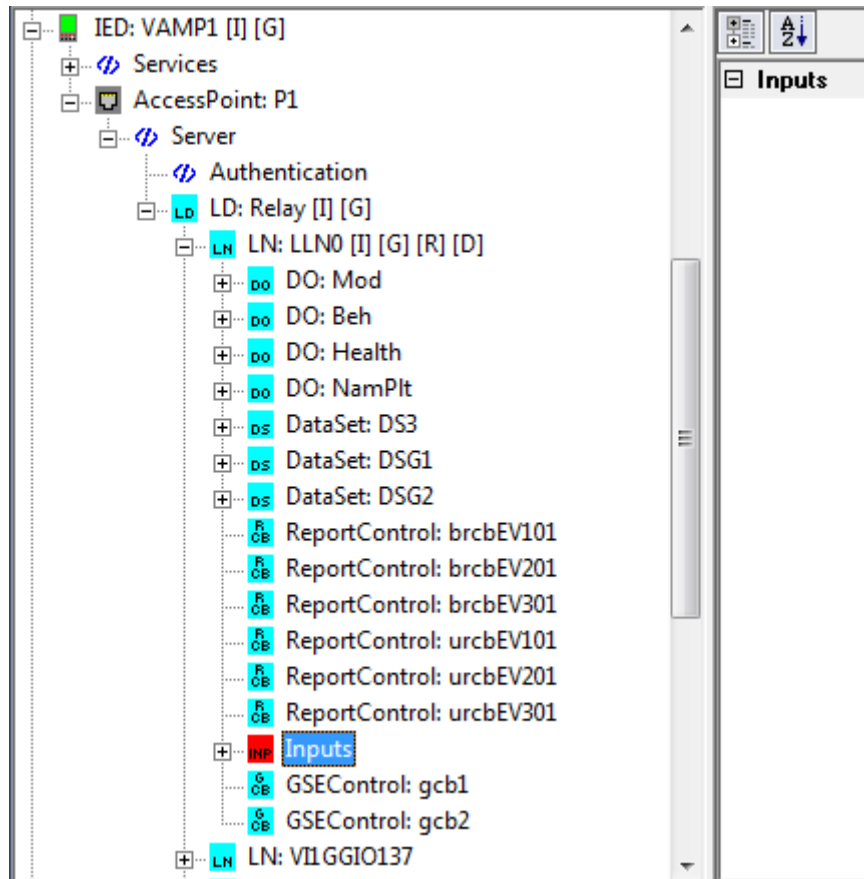 IED: VAMP1 [I] [G]
Services
AccessPoint: P1
Server
Authentication
LD LD: Relay [I] [G]
LN LN: LLN0 [I] [G] [R] [D]
DO DO: Mod
DO DO: Beh
DO DO: Health
DO DO: NamPlt
DS DataSet: DS3
DS DataSet: DSG1
DS DataSet: DSG2
R CB ReportControl: brcbEV101
R CB ReportControl: brcbEV201
R CB ReportControl: brcbEV301
R CB ReportControl: urcbEV101
R CB ReportControl: urcbEV201
R CB ReportControl: urcbEV301
INP Inputs
G CB GSEControl: gcb1
G CB GSEControl: gcb2
LN LN: VI1GGIO137
A Z
Inputs